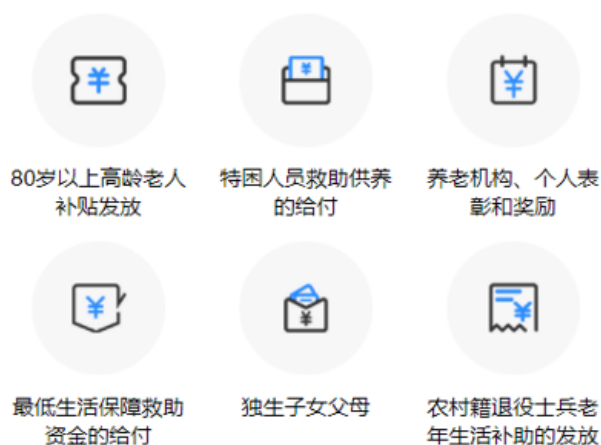 80岁以上高龄老人
补贴发放
特困人员救助供养
的给付
养老机构、个人表
彰和奖励
最低生活保障救助
资金的给付
独生子女父母
农村籍退役士兵老
年生活补助的发放